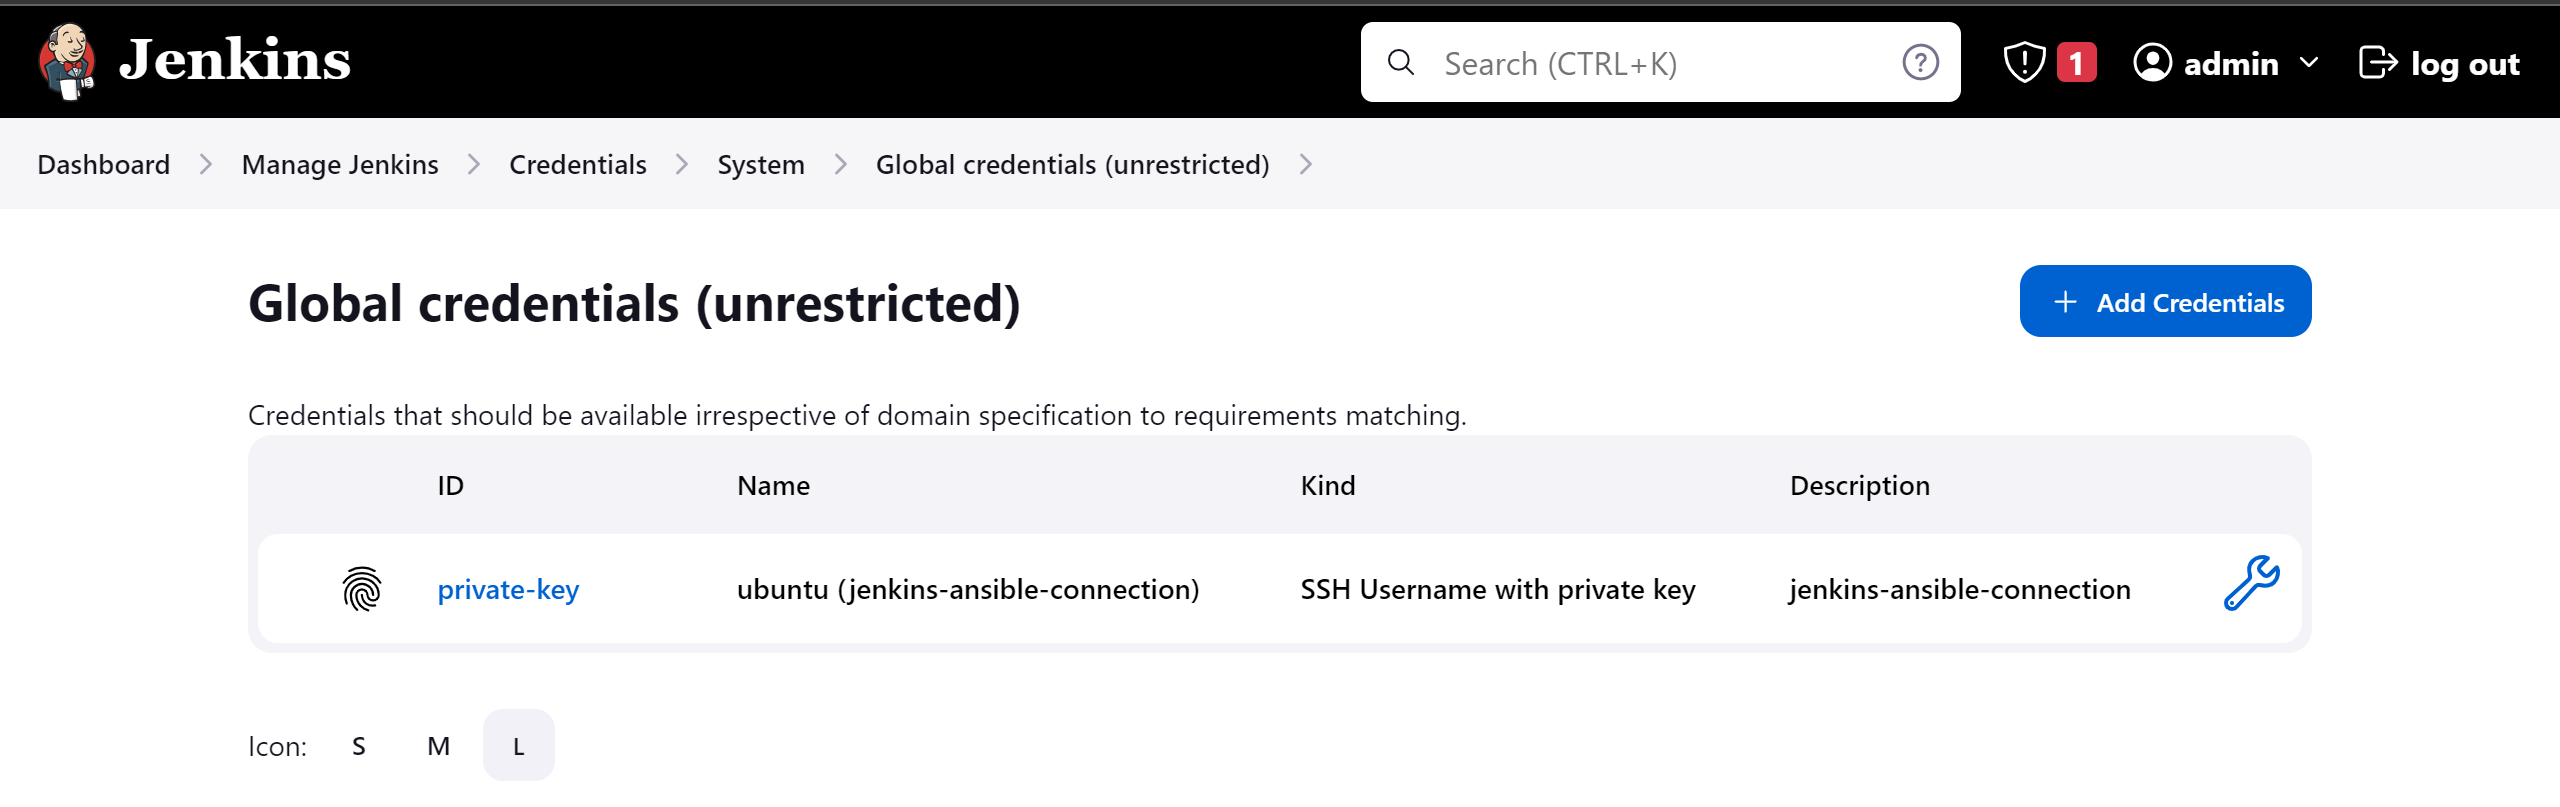 Jenkins
Search (CTRL+K)
?
1
admin
log out
Dashboard
Manage Jenkins
Credentials
System
Global credentials (unrestricted)
Global credentials (unrestricted)
+ Add Credentials
Credentials that should be available irrespective of domain specification to requirements matching.
ID Name Kind Description
private-key ubuntu (jenkins-ansible-connection) SSH Username with private key jenkins-ansible-connection
Icon: S M L